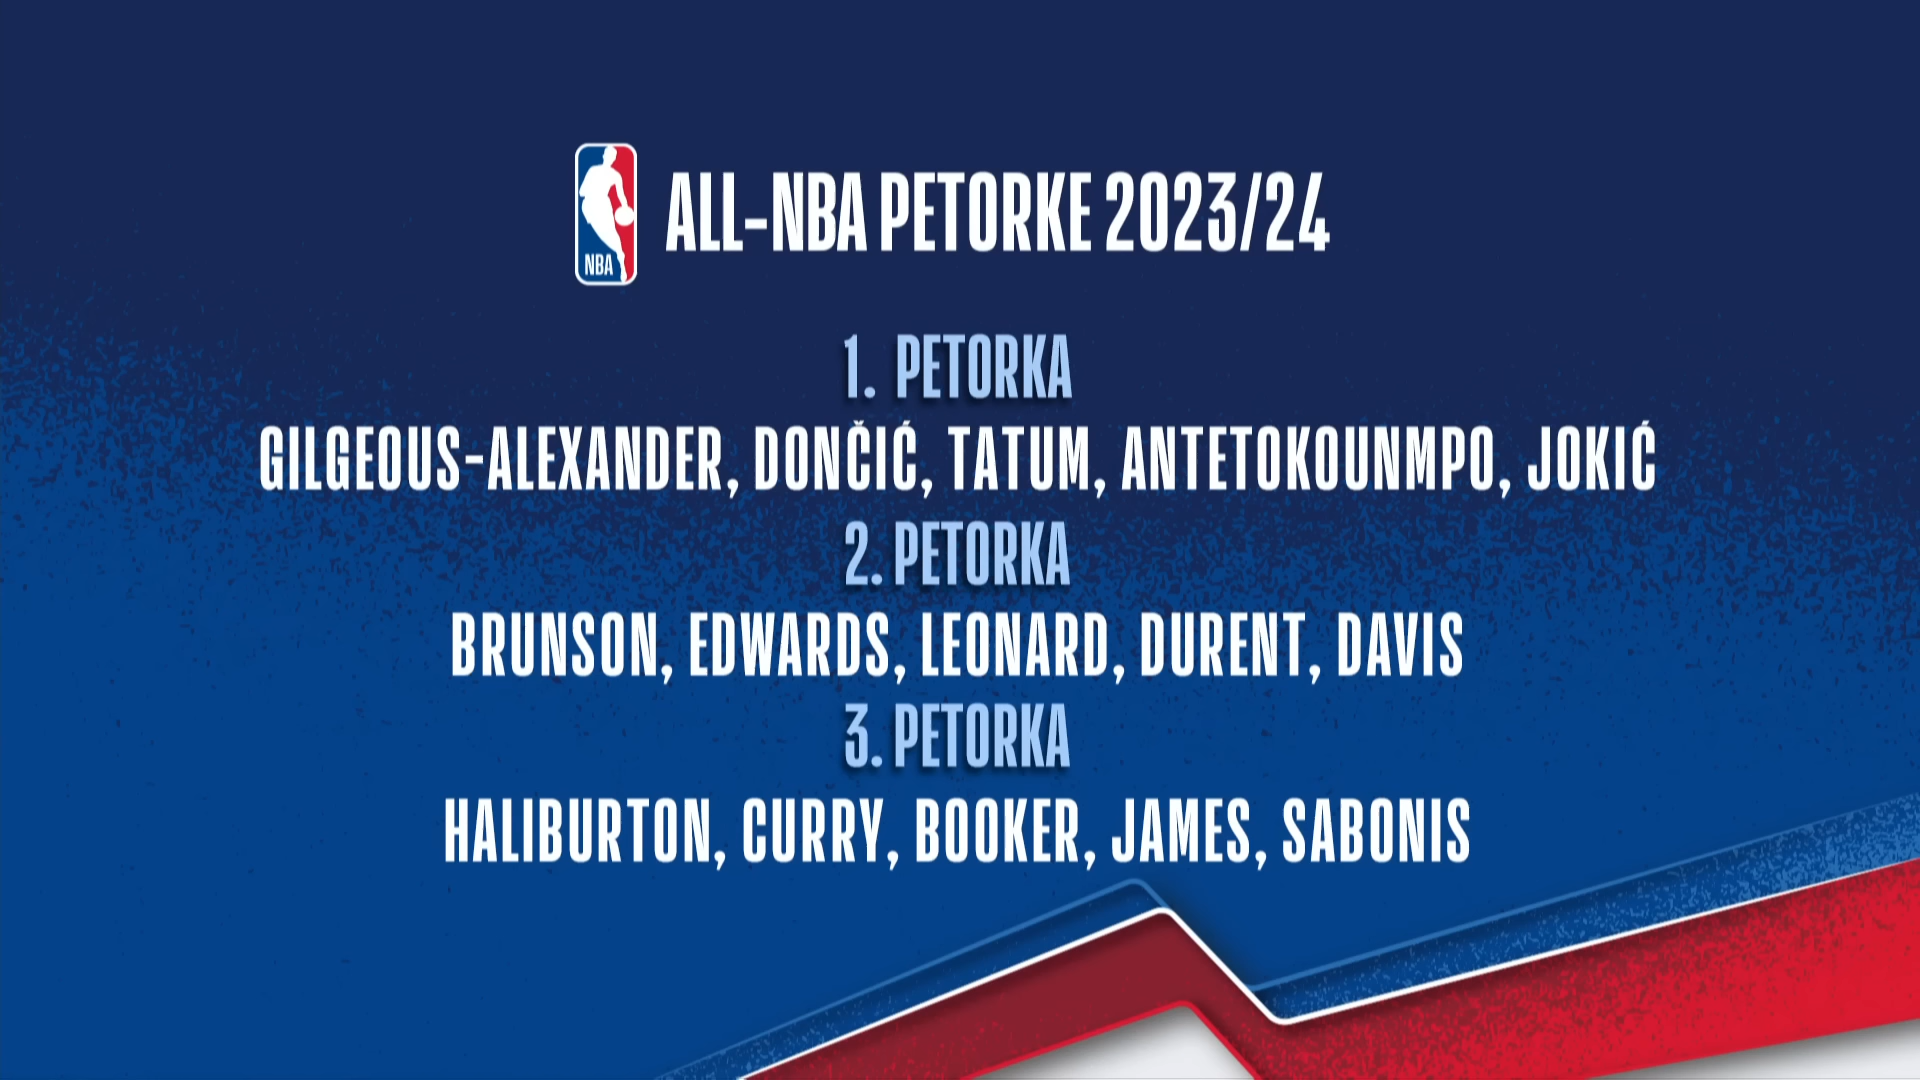 NBA
ALL-NBA PETORKE 2023/24
1. PETORKA
GILGEOUS-ALEXANDER, DONČIĆ, TATUM, ANTETOKOUNMPO, JOKIĆ
2. PETORKA
BRUNSON, EDWARDS, LEONARD, DURENT, DAVIS
3. PETORKA
HALIBURTON, CURRY, BOOKER, JAMES, SABONIS